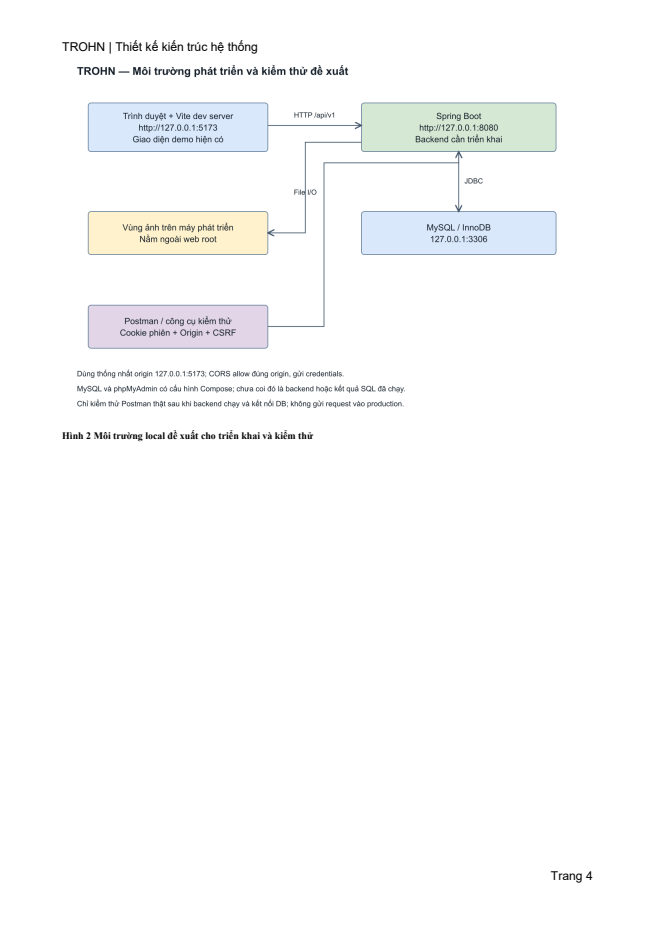 TROHN | Thiết kế kiến trúc hệ thống
TROHN — Môi trường phát triển và kiểm thử đề xuất
Trình duyệt + Vite dev server
http://127.0.0.1:5173
Giao diện demo hiện có
HTTP /api/v1
Spring Boot
http://127.0.0.1:8080
Backend cần triển khai
JDBC
File I/O
Vùng ảnh trên máy phát triển
Nằm ngoài web root
MySQL / InnoDB
127.0.0.1:3306
Postman / công cụ kiểm thử
Cookie phiên + Origin + CSRF
Dùng thống nhất origin 127.0.0.1:5173; CORS allow đúng origin, gửi credentials.
MySQL và phpMyAdmin có cấu hình Compose; chưa coi đó là backend hoặc kết quả SQL đã chạy.
Chỉ kiểm thử Postman thật sau khi backend chạy và kết nối DB; không gửi request vào production.
Hình 2 Môi trường local đề xuất cho triển khai và kiểm thử
Trang 4